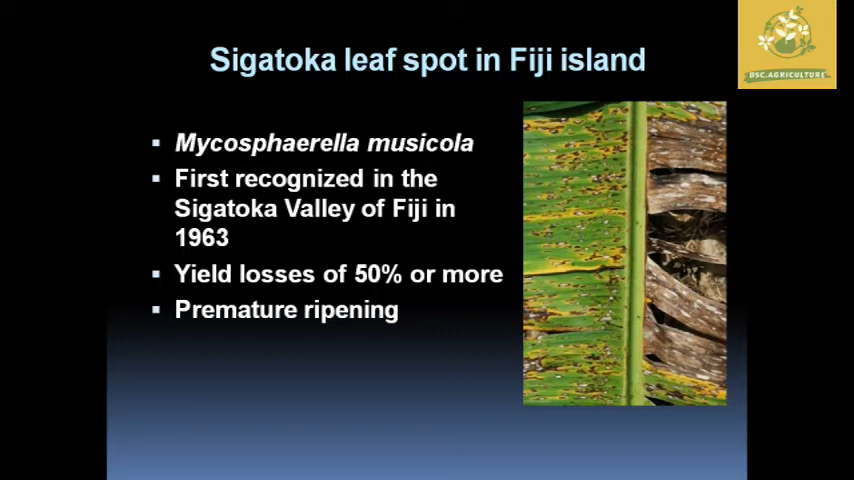 Sigatoka leaf spot in Fiji island
BSC.AGRICULTURE
Mycosphaerella musicola
First recognized in the
Sigatoka Valley of Fiji in
1963
Yield losses of 50% or more
Premature ripening